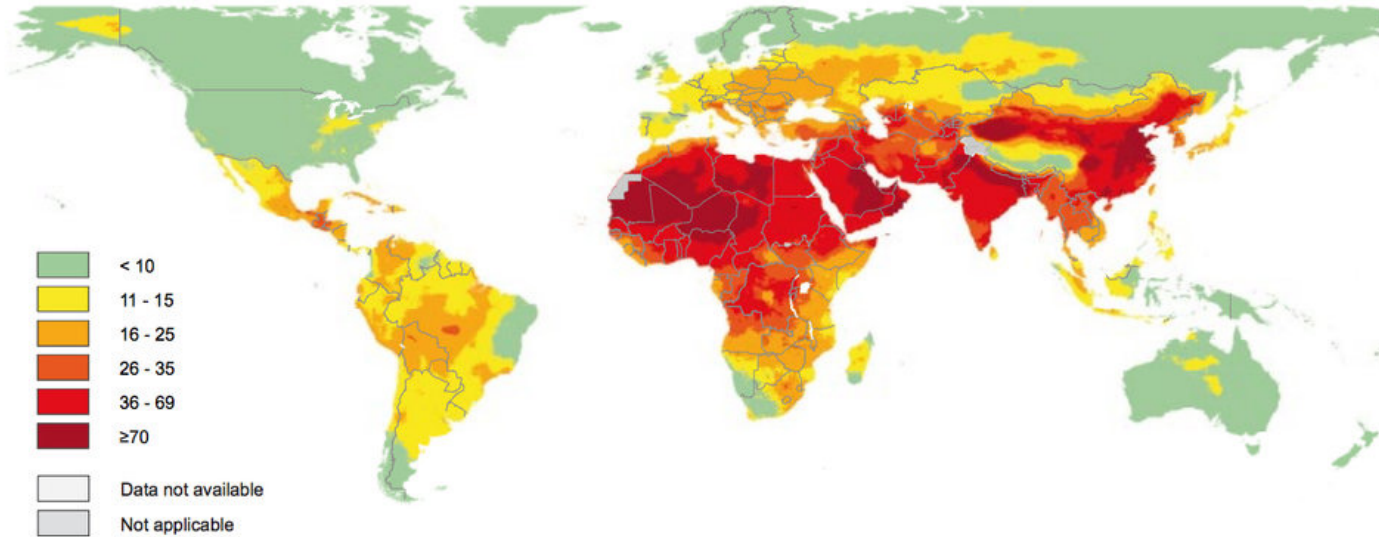 < 10
11 - 15
16 - 25
26 - 35
36 - 69
≥70
Data not available
Not applicable